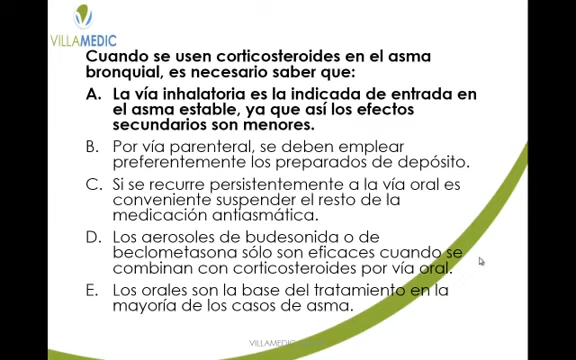 VILLAMEDIC
Cuando se usen corticosteroides en el asma
bronquial, es necesario saber que:
A. La vía inhalatoria es la indicada de entrada en
el asma estable, ya que así los efectos
secundarios son menores.
B. Por vía parenteral, se deben emplear
preferentemente los preparados de depósito.
C. Si se recurre persistentemente a la vía oral es
conveniente suspender el resto de la
medicación antiasmática.
D. Los aerosoles de budesonida o de
beclometasona sólo son eficaces cuando se
combinan con corticosteroides por vía oral.
E. Los orales son la base del tratamiento en la
mayoría de los casos de asma.
VILLAMEDIC